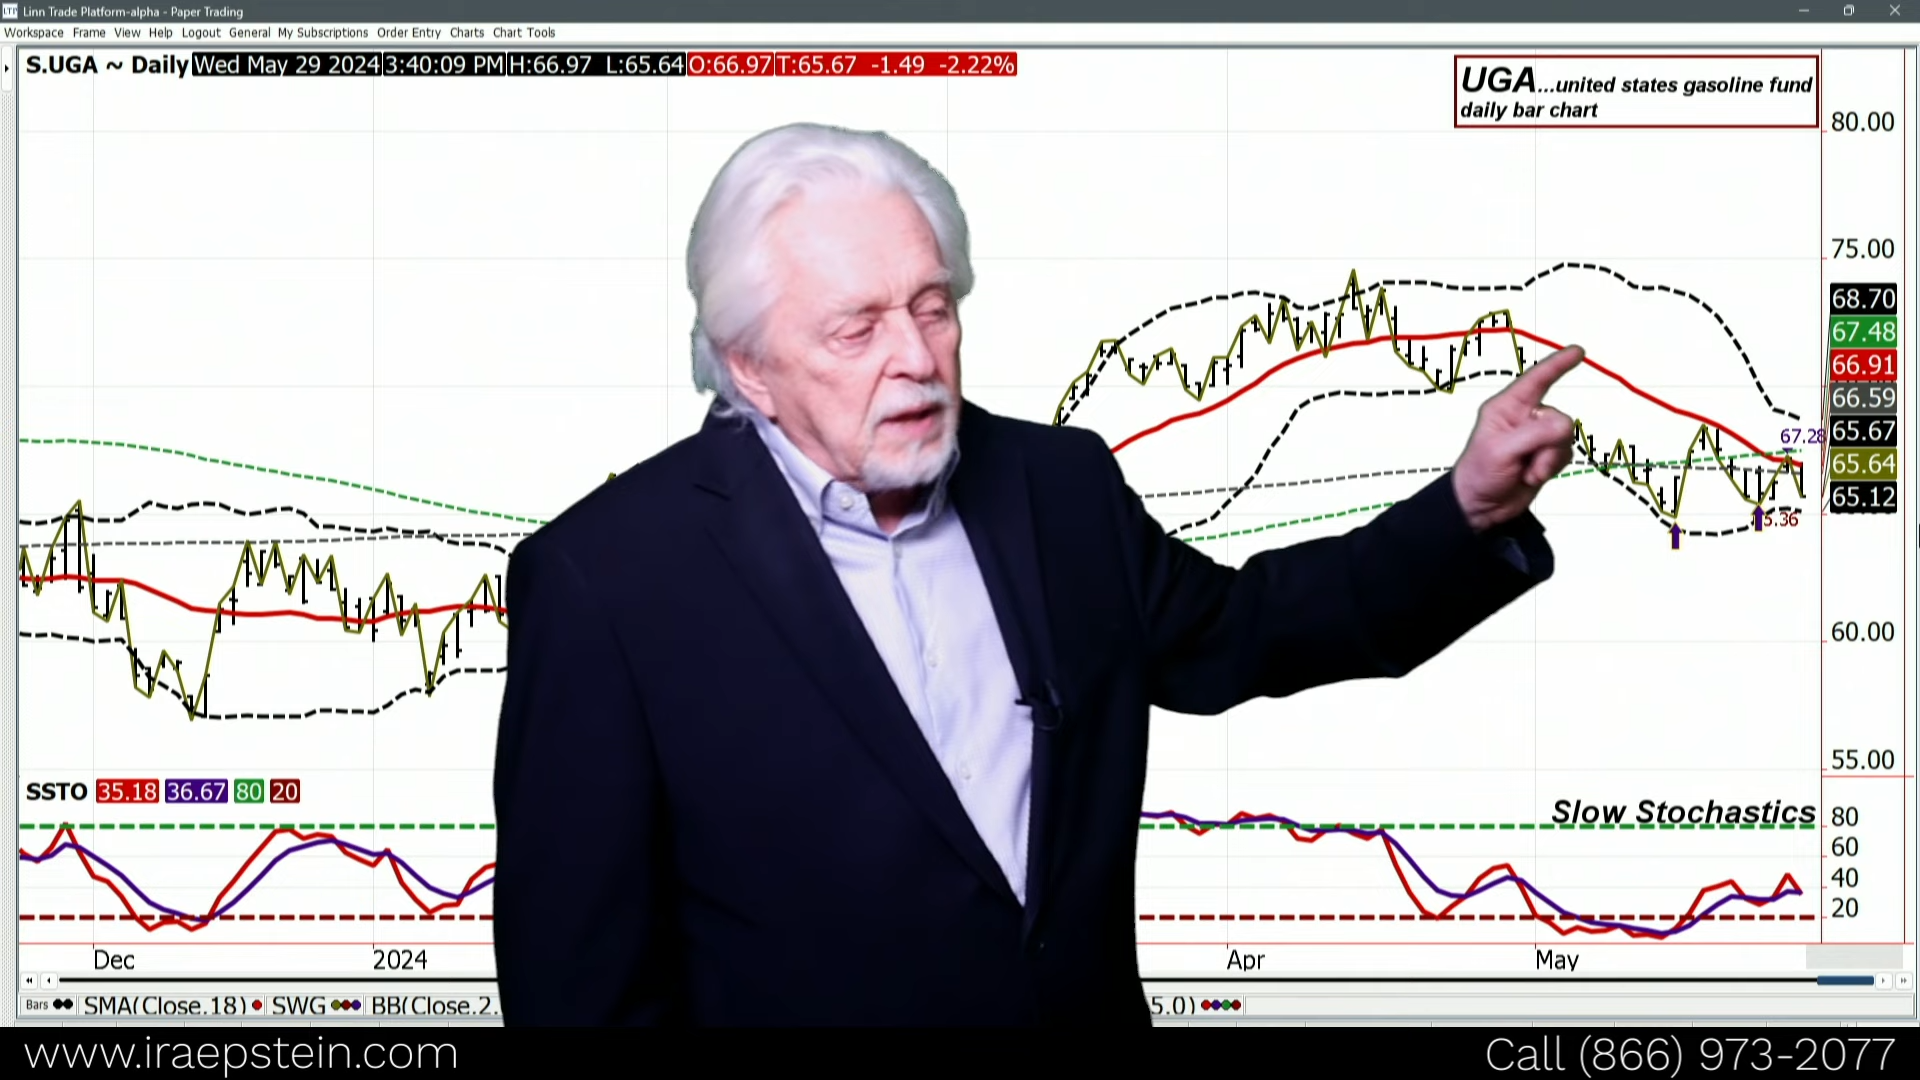 Linn Trade Platform-alpha - Paper Trading
Workspace Frame View Help Logout General My Subscriptions Order Entry Charts Chart Tools
S.UGA ~ Daily Wed May 29 2024 3:40:09 PM H:66.97 L:65.64 O:66.97 T:65.67 -1.49 -2.22%
UGA...united states gasoline fund
daily bar chart
80.00
75.00
68.70
67.48
66.91
66.59
65.67
65.64
65.12
67.28
5.36
60.00
55.00
SSTO 35.18 36.67 80 20
Slow Stochastics
80
60
40
20
Dec 2024 Apr May
Bars SMA(Close,18) SWG BB(Close,2. 5.0)
www.iraepstein.com
Call (866) 973-2077